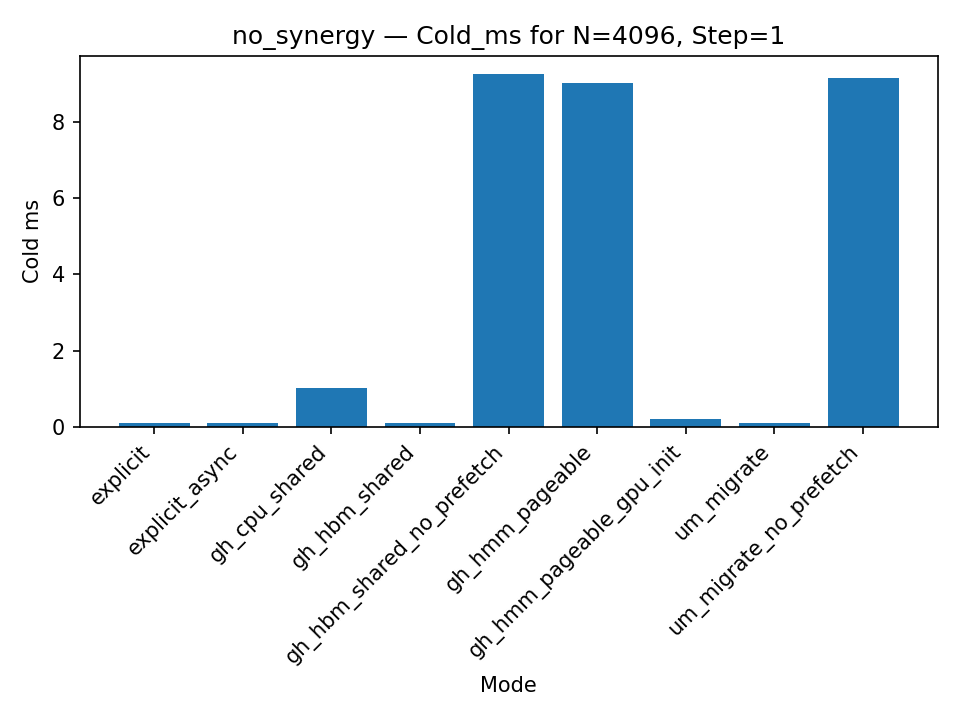 no_synergy — Cold_ms for N=4096, Step=1
Cold ms
8
6
4
2
0
explicit
explicit_async
gh_cpu_shared
gh_hbm_shared
gh_hbm_shared_no_prefetch
gh_hmm_pageable
gh_hmm_pageable_gpu_init
um_migrate
um_migrate_no_prefetch
Mode